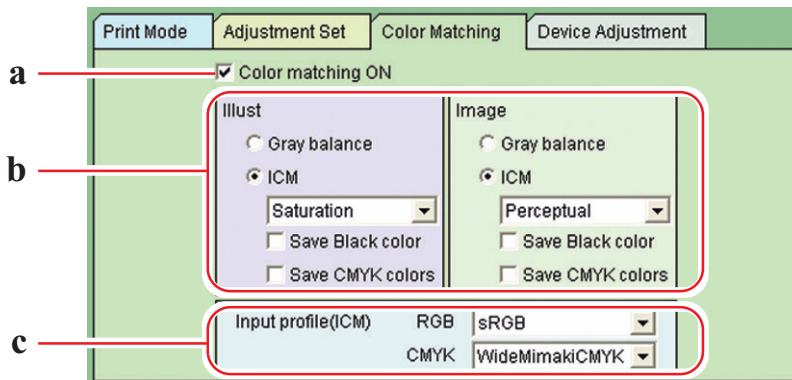 Print Mode Adjustment Set Color Matching Device Adjustment
a Color matching ON
b
Illust
Gray balance
ICM
Saturation
Save Black color
Save CMYK colors
Image
Gray balance
ICM
Perceptual
Save Black color
Save CMYK colors
c
Input profile(ICM) RGB sRGB
CMYK WideMimakiCMYK